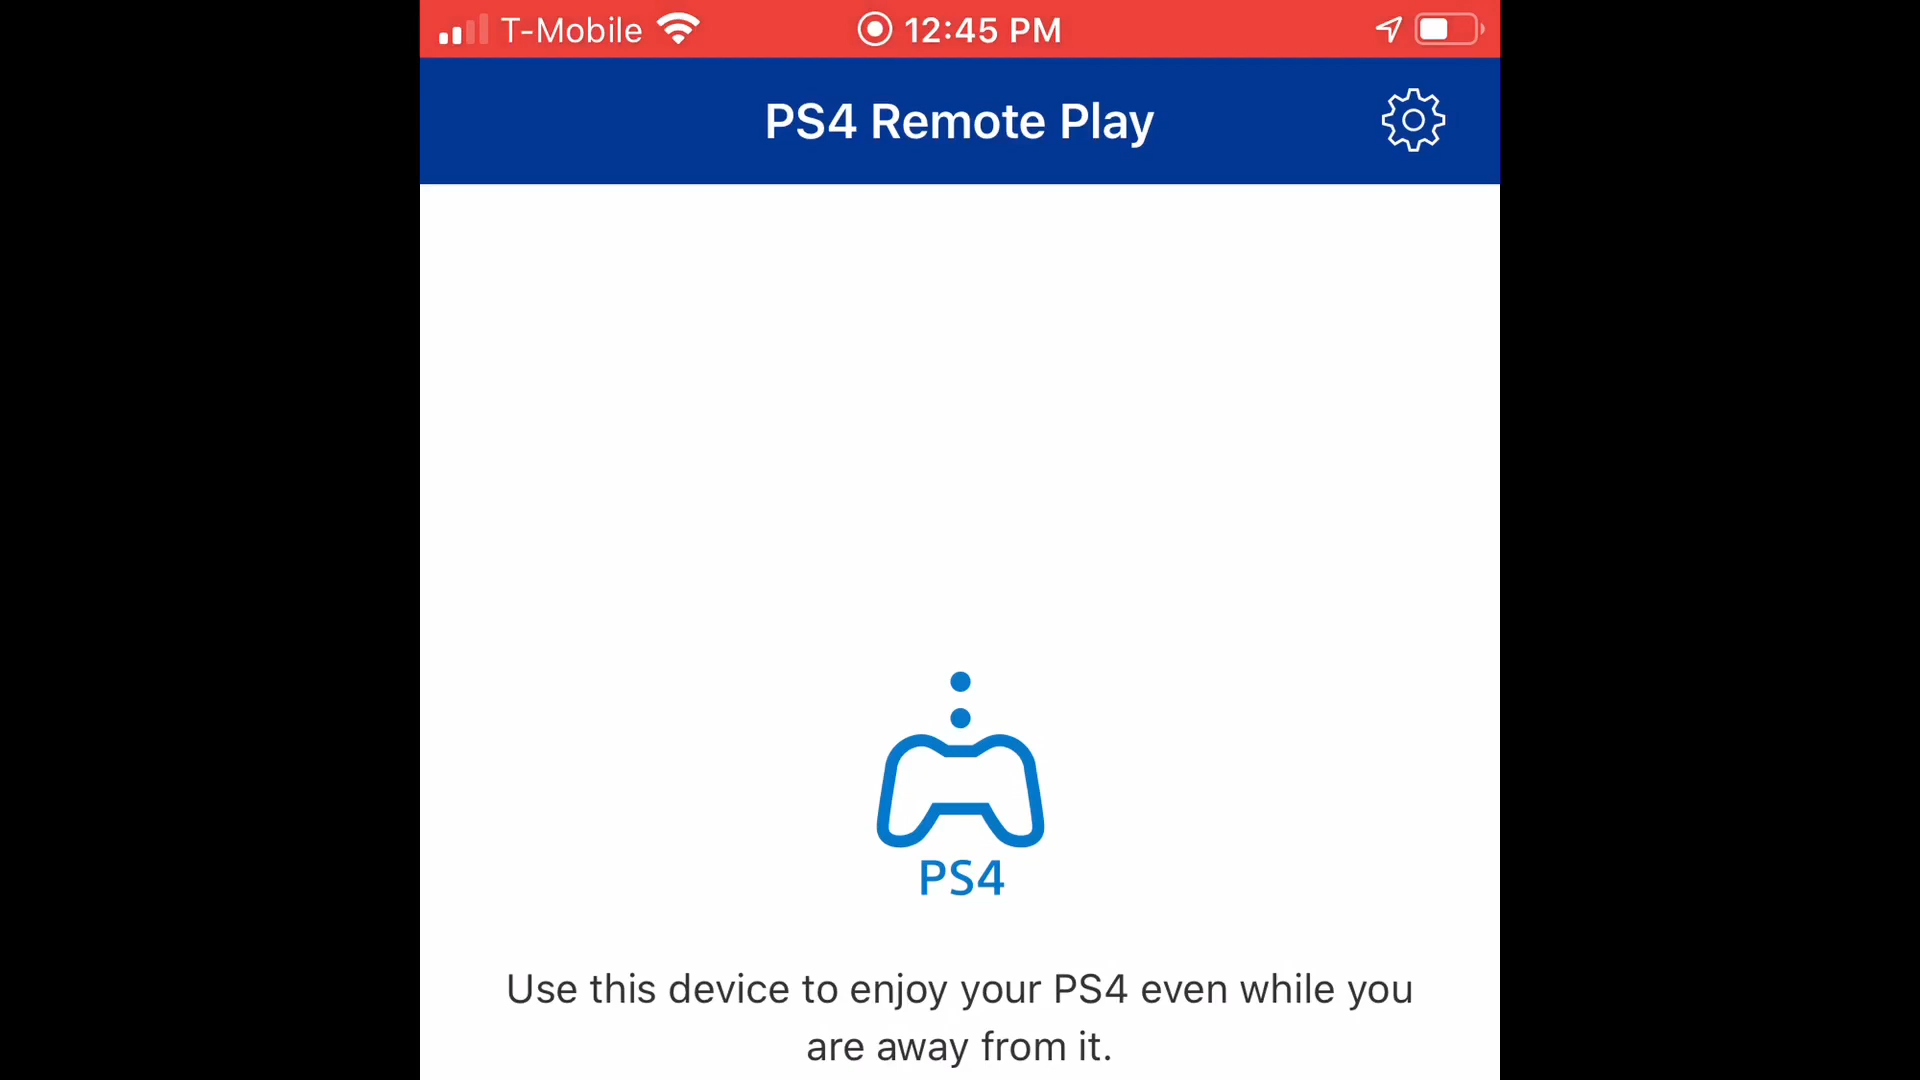 T-Mobile 12:45 PM
PS4 Remote Play
PS4
Use this device to enjoy your PS4 even while you
are away from it.